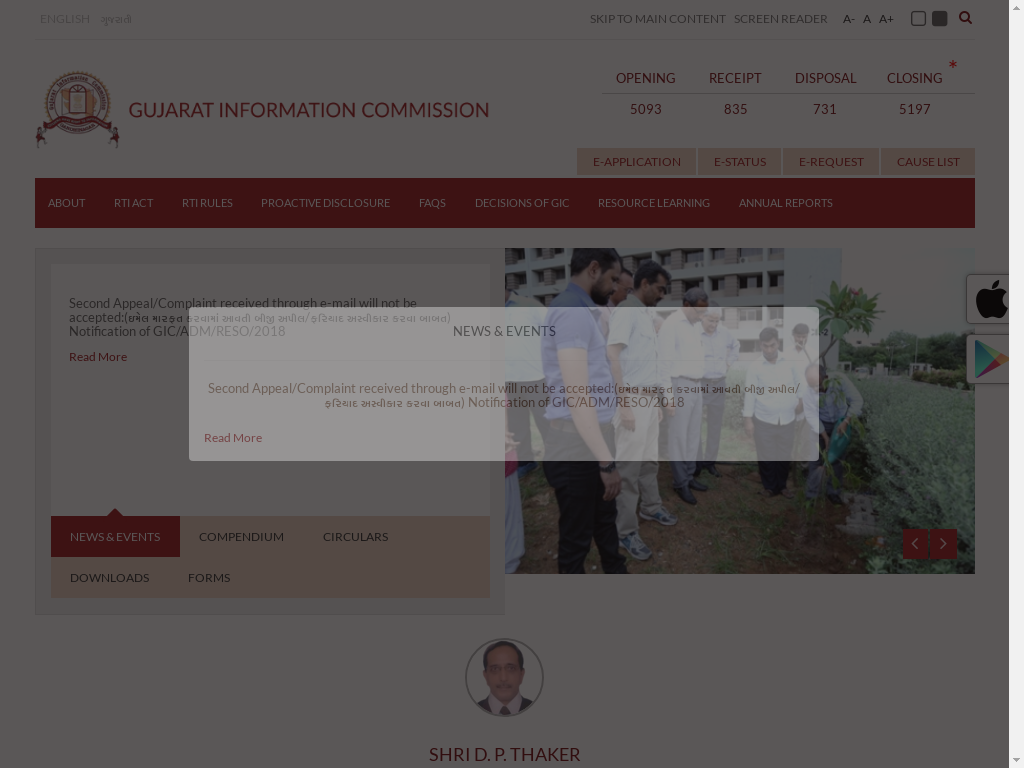 ENGLISH ગુજરાતી SKIP TO MAIN CONTENT SCREEN READER A- A A+
OPENING RECEIPT DISPOSAL CLOSING *
5093 835 731 5197
GUJARAT INFORMATION COMMISSION
E-APPLICATION E-STATUS E-REQUEST CAUSE LIST
ABOUT RTI ACT RTI RULES PROACTIVE DISCLOSURE FAQS DECISIONS OF GIC RESOURCE LEARNING ANNUAL REPORTS
Second Appeal/Complaint received through e-mail will not be
accepted:(ઇમેલ મારફત કરવામાં આવતી બીજી અપીલ/ફરિયાદ અસ્વીકાર કરવા બાબત)
Notification of GIC/ADM/RESO/2018
Read More
NEWS & EVENTS
Second Appeal/Complaint received through e-mail will not be accepted:(ઇમેલ મારફત કરવામાં આવતી બીજી અપીલ/
ફરિયાદ અસ્વીકાર કરવા બાબત) Notification of GIC/ADM/RESO/2018
Read More
NEWS & EVENTS COMPENDIUM CIRCULARS
DOWNLOADS FORMS
SHRI D. P. THAKER